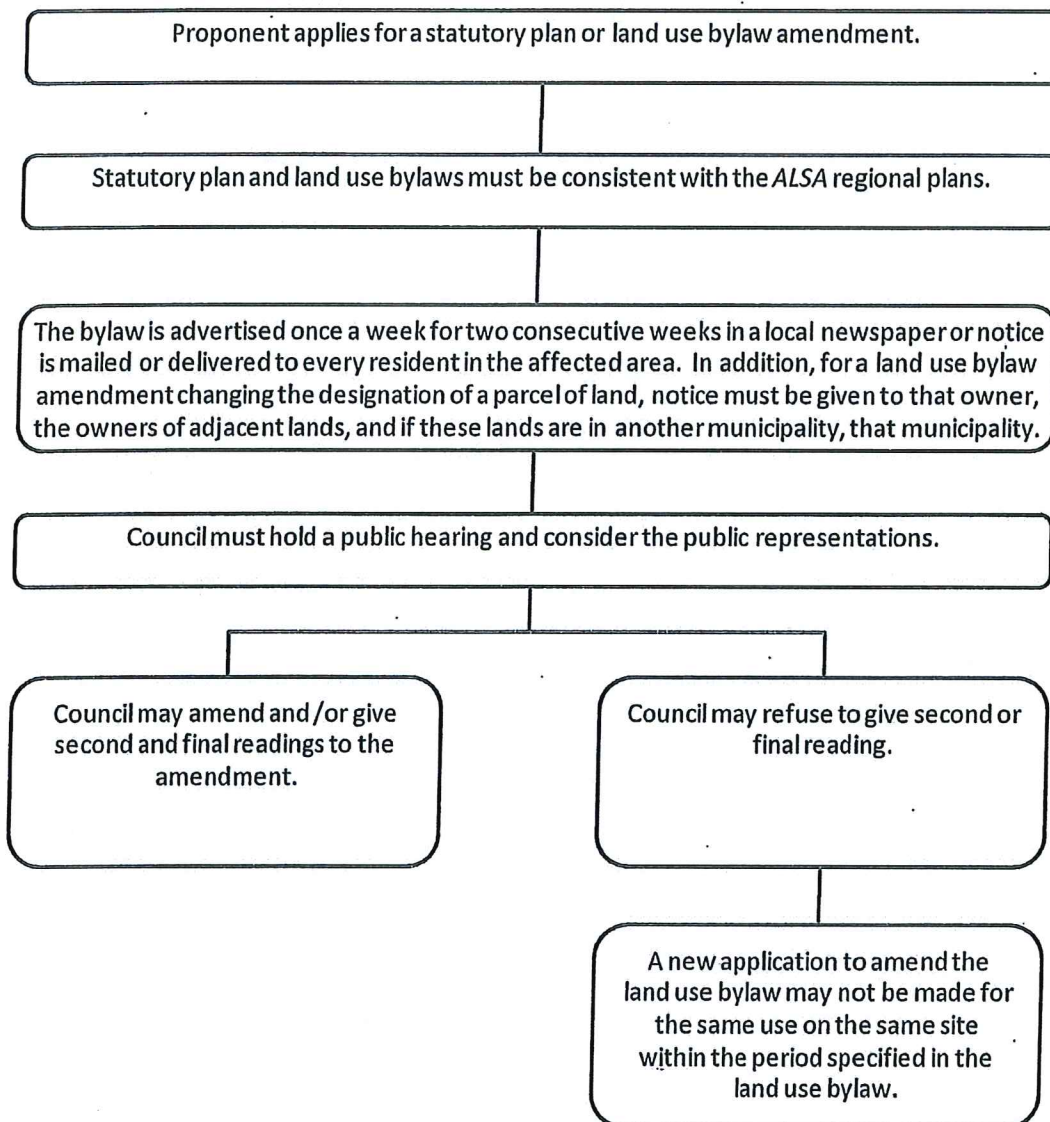 Proponent applies for a statutory plan or land use bylaw amendment.
Statutory plan and land use bylaws must be consistent with the ALSA regional plans.
The bylaw is advertised once a week for two consecutive weeks in a local newspaper or notice
is mailed or delivered to every resident in the affected area. In addition, for a land use bylaw
amendment changing the designation of a parcel of land, notice must be given to that owner,
the owners of adjacent lands, and if these lands are in another municipality, that municipality.
Council must hold a public hearing and consider the public representations.
Council may amend and/or give
second and final readings to the
amendment.
Council may refuse to give second or
final reading.
A new application to amend the
land use bylaw may not be made for
the same use on the same site
within the period specified in the
land use bylaw.